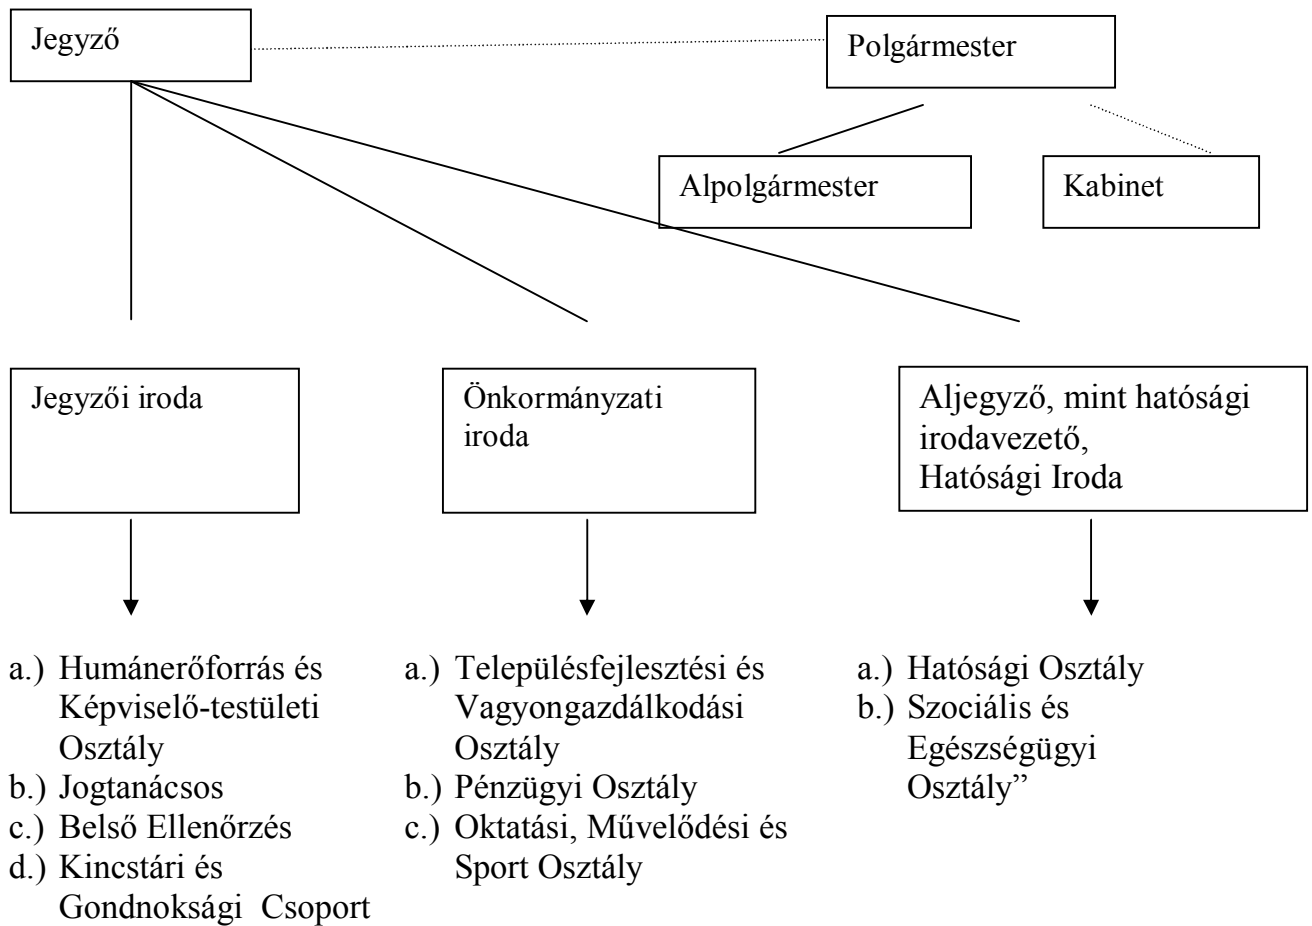 Jegyző
Polgármester
Alpolgármester
Kabinet
Jegyzői iroda
Önkormányzati
iroda
Aljegyző, mint hatósági
irodavezető,
Hatósági Iroda
a.) Humánerőforrás és
Képviselő-testületi
Osztály
b.) Jogtanácsos
c.) Belső Ellenőrzés
d.) Kincstári és
Gondnoksági Csoport
a.) Településfejlesztési és
Vagyongazdálkodási
Osztály
b.) Pénzügyi Osztály
c.) Oktatási, Művelődési és
Sport Osztály
a.) Hatósági Osztály
b.) Szociális és
Egészségügyi
Osztály”